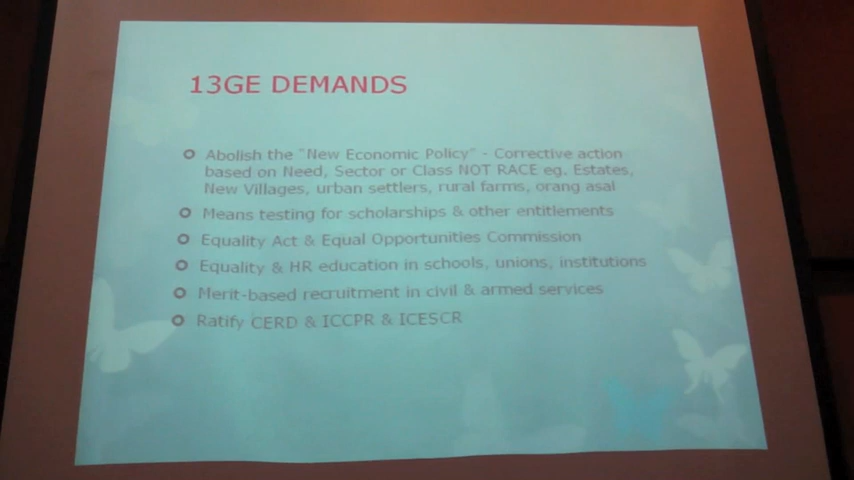 13GE DEMANDS
Abolish the "New Economic Policy" - Corrective action
based on Need, Sector or Class NOT RACE eg. Estates,
New Villages, urban settlers, rural farms, orang asal
Means testing for scholarships & other entitlements
Equality Act & Equal Opportunities Commission
Equality & HR education in schools, unions, institutions
Merit-based recruitment in civil & armed services
Ratify CERD & ICCPR & ICESCR